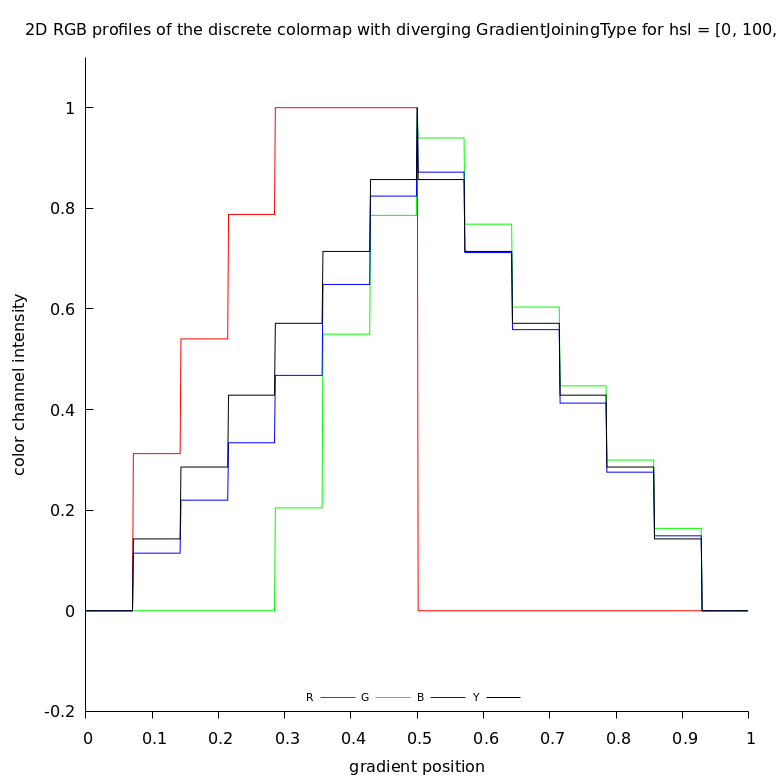 2D RGB profiles of the discrete colormap with diverging GradientJoiningType for hsl = [0, 100,
1
0.8
0.6
0.4
0.2
0
-0.2
color channel intensity
R G B Y
0 0.1 0.2 0.3 0.4 0.5 0.6 0.7 0.8 0.9 1
gradient position